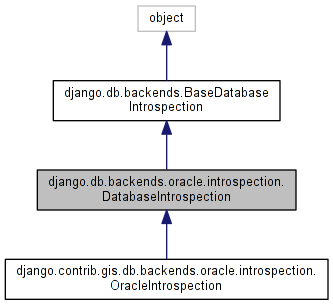 object
django.db.backends.BaseDatabase
Introspection
django.db.backends.oracle.introspection.
DatabaseIntrospection
django.contrib.gis.db.backends.oracle.introspection.
OracleIntrospection